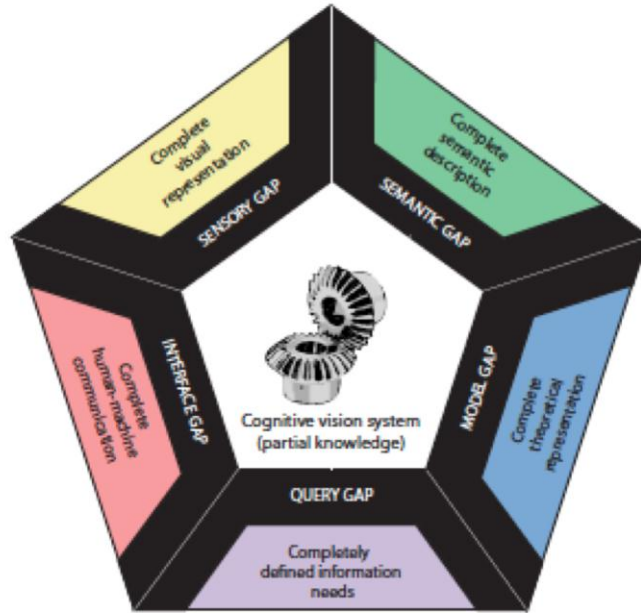 Complete
visual
representation
SENSORY GAP
Complete
semantic
description
SEMANTIC GAP
Complete
human-machine
communication
INTERFACE GAP
Cognitive vision system
(partial knowledge)
MODEL GAP
Complete
theoretical
representation
QUERY GAP
Completely
defined information
needs